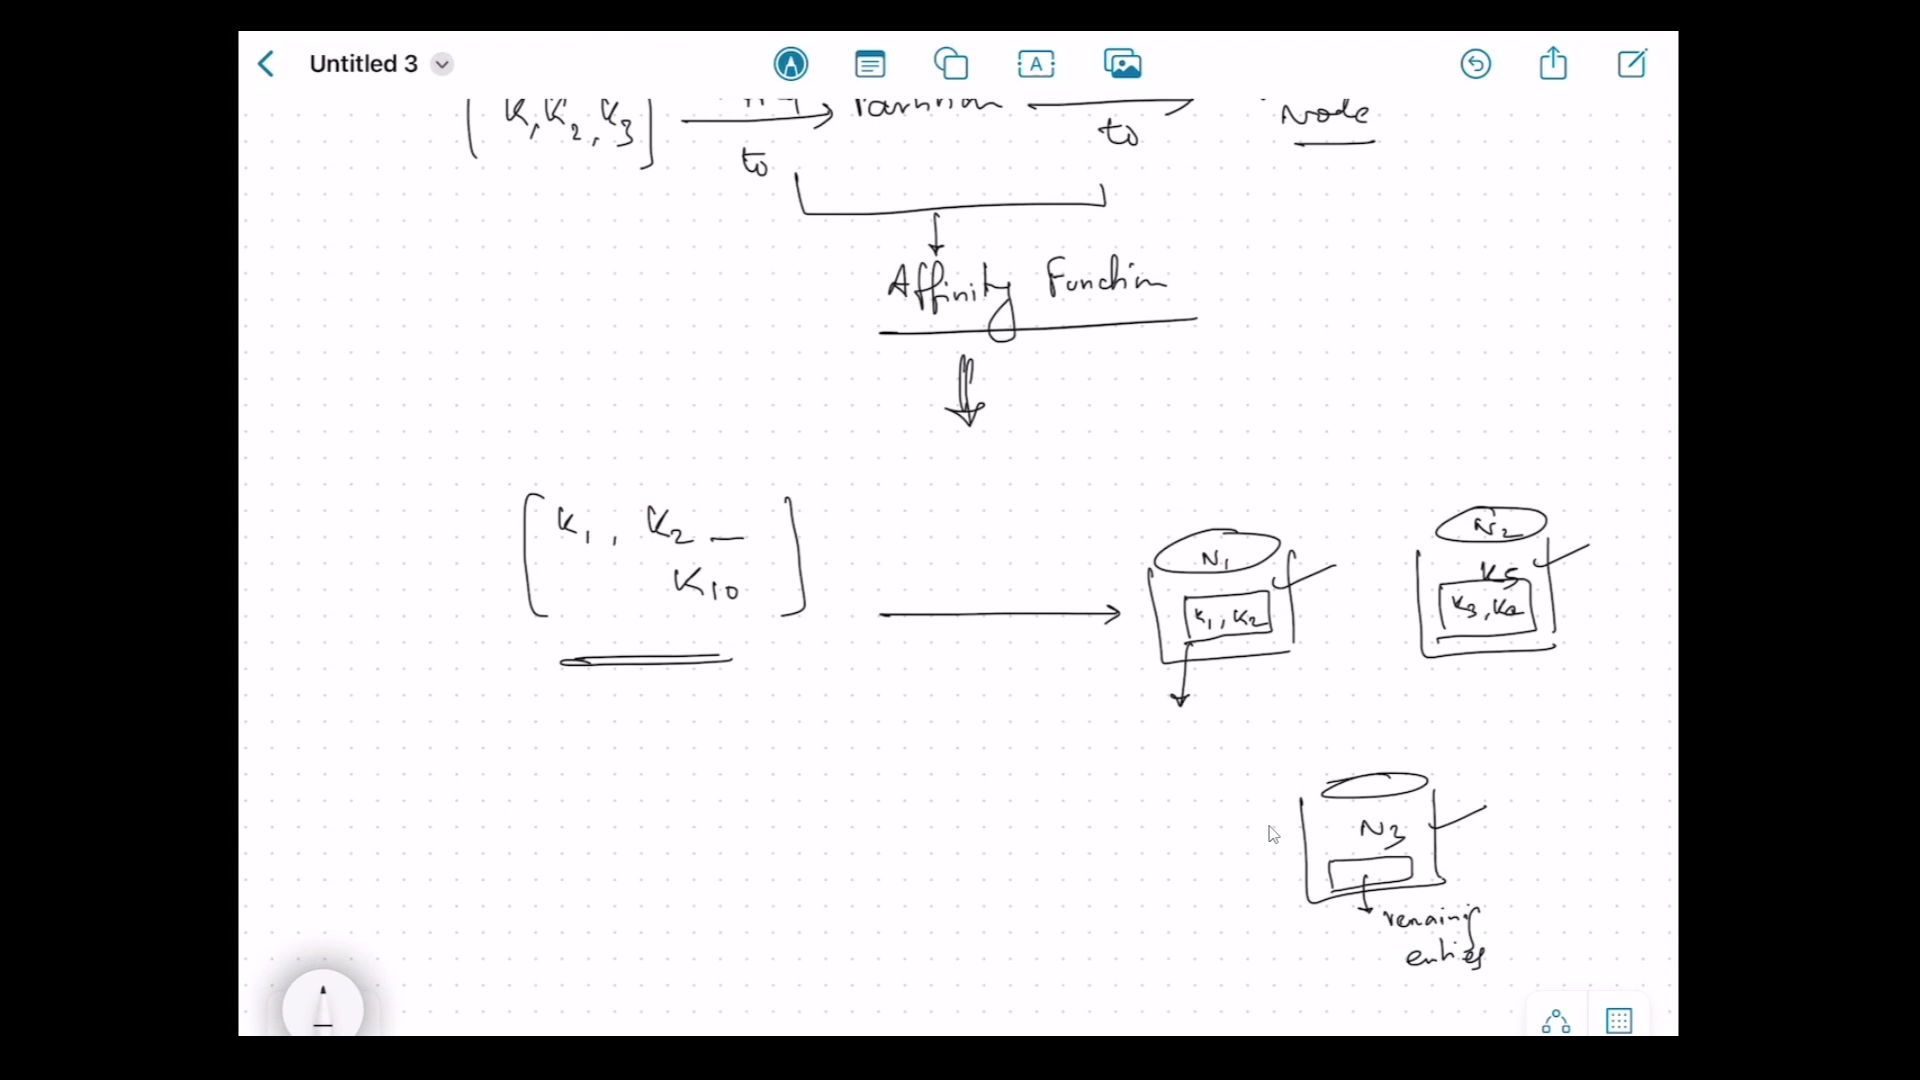 Untitled 3
A
[K1, K2, K3] Partition Node
to to
Affinity Function
K1, K2 _
K10
N1
K1, K2
N2
K5
K3, K4
N3
remaining
entries